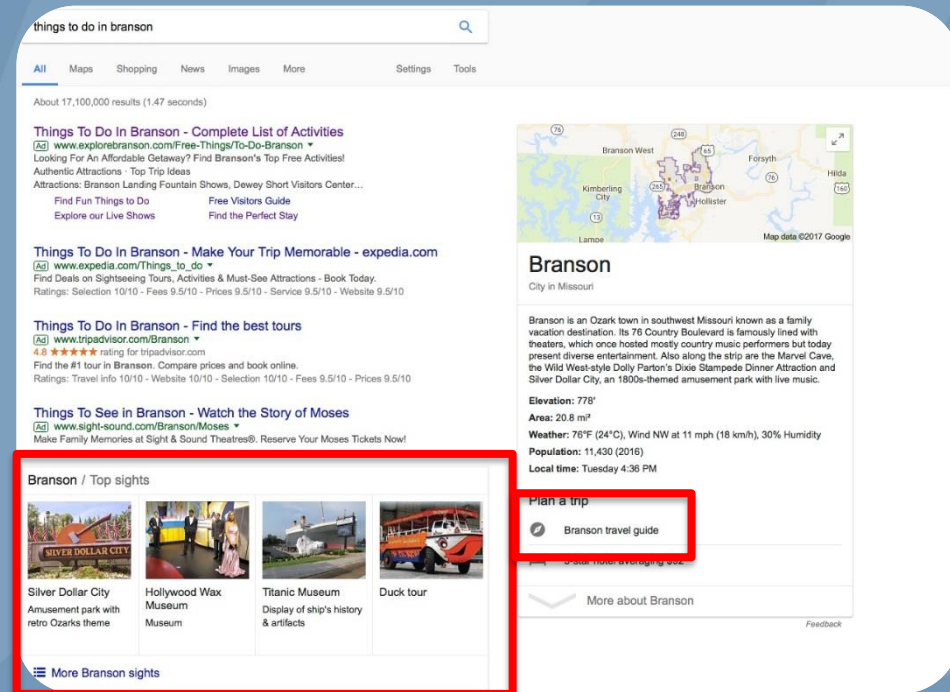 things to do in branson
All Maps Shopping News Images More Settings Tools
About 17,100,000 results (1.47 seconds)
Things To Do In Branson - Complete List of Activities
Ad www.explorebranson.com/Free-Things/To-Do-Branson
Looking For An Affordable Getaway? Find Branson's Top Free Activities!
Authentic Attractions · Top Trip Ideas
Attractions: Branson Landing Fountain Shows, Dewey Short Visitors Center...
Find Fun Things to Do Free Visitors Guide
Explore our Live Shows Find the Perfect Stay
Things To Do In Branson - Make Your Trip Memorable - expedia.com
Ad www.expedia.com/Things_to_do
Find Deals on Sightseeing Tours, Activities & Must-See Attractions - Book Today.
Ratings: Selection 10/10 - Fees 9.5/10 - Prices 9.5/10 - Service 9.5/10 - Website 9.5/10
Things To Do In Branson - Find the best tours
Ad www.tripadvisor.com/Branson
4.8 ★★★★★ rating for tripadvisor.com
Find the #1 tour in Branson. Compare prices and book online.
Ratings: Travel info 10/10 - Website 10/10 - Selection 10/10 - Fees 9.5/10 - Prices 9.5/10
Things To See in Branson - Watch the Story of Moses
Ad www.sight-sound.com/Branson/Moses
Make Family Memories at Sight & Sound Theatres®. Reserve Your Moses Tickets Now!
Branson / Top sights
SILVER DOLLAR CITY
Silver Dollar City
Amusement park with
retro Ozarks theme
Hollywood Wax
Museum
Museum
Titanic Museum
Display of ship's history
& artifacts
Duck tour
More Branson sights
76
248
Branson West
65
Forsyth
76
Hilda
160
Kimberling
City
265
Branson
Hollister
13
Lampe
Map data ©2017 Google
Branson
City in Missouri
Branson is an Ozark town in southwest Missouri known as a family
vacation destination. Its 76 Country Boulevard is famously lined with
theaters, which once hosted mostly country music performers but today
present diverse entertainment. Also along the strip are the Marvel Cave,
the Wild West-style Dolly Parton's Dixie Stampede Dinner Attraction and
Silver Dollar City, an 1800s-themed amusement park with live music.
Elevation: 778'
Area: 20.8 mi²
Weather: 76°F (24°C), Wind NW at 11 mph (18 km/h), 30% Humidity
Population: 11,430 (2016)
Local time: Tuesday 4:36 PM
Plan a trip
Branson travel guide
3-star hotel averaging $92
More about Branson
Feedback